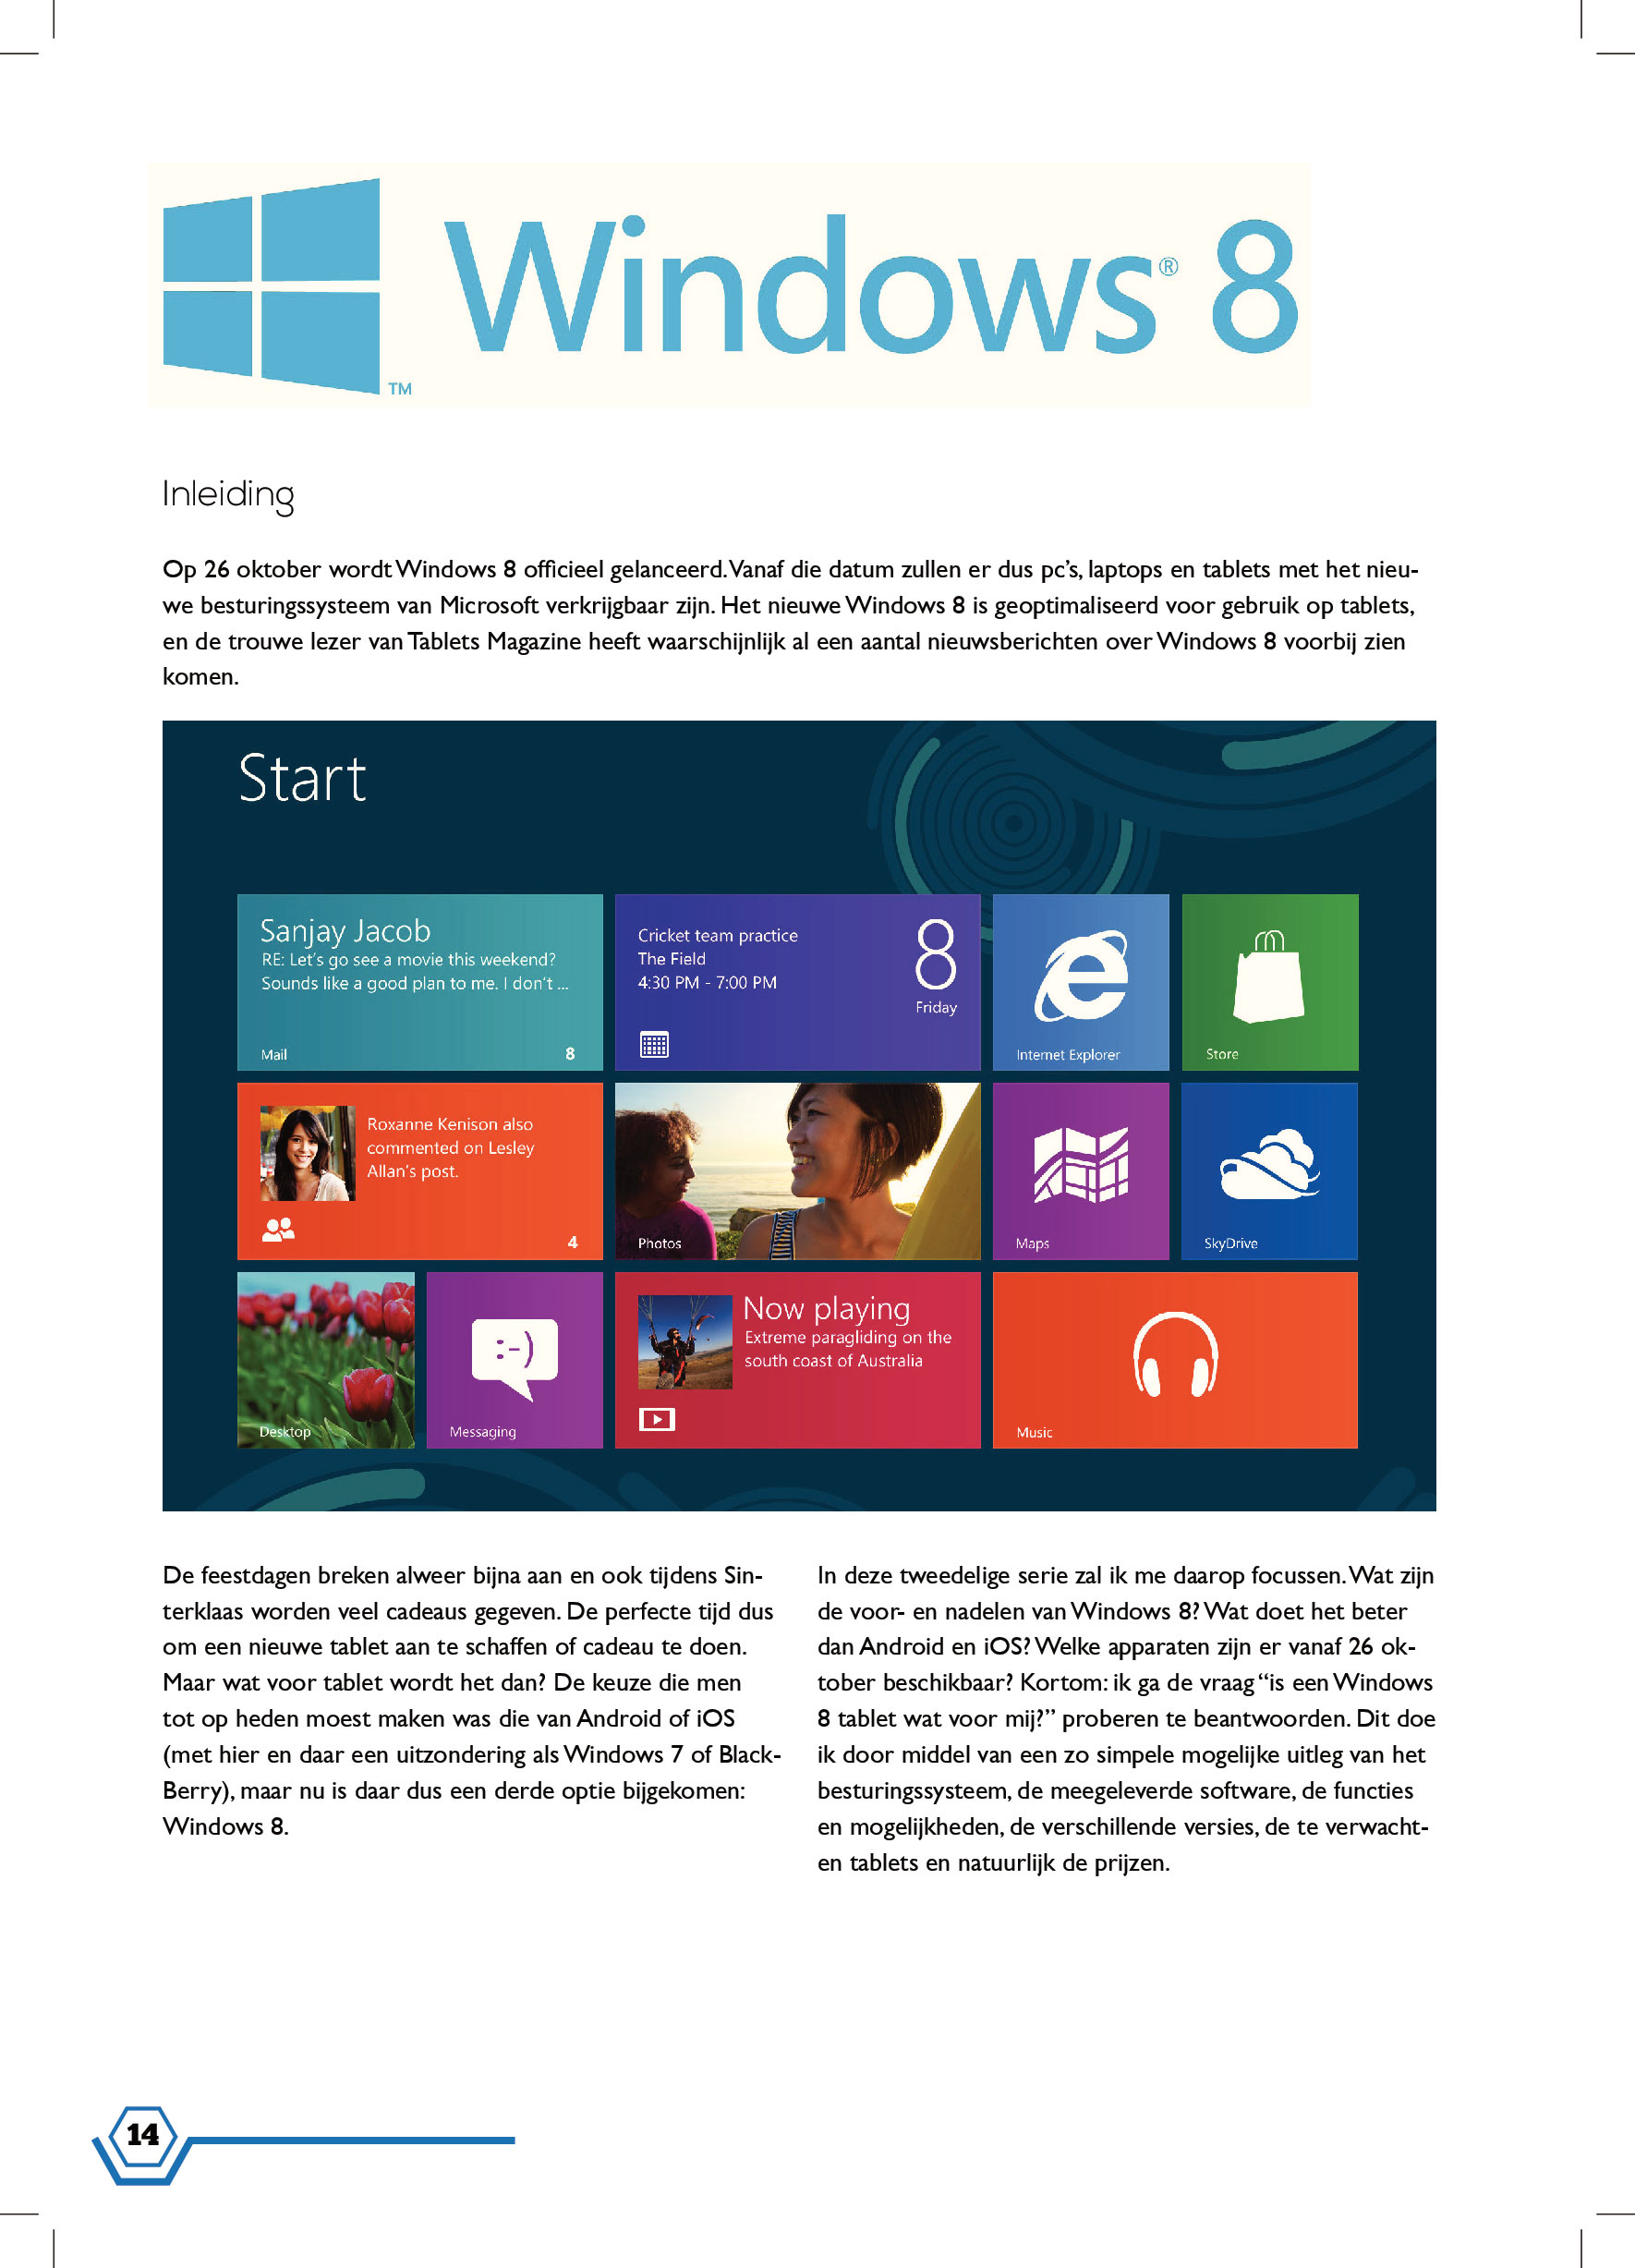 Windows® 8
TM
Inleiding
Op 26 oktober wordt Windows 8 officieel gelanceerd. Vanaf die datum zullen er dus pc’s, laptops en tablets met het nieu-
we besturingssysteem van Microsoft verkrijgbaar zijn. Het nieuwe Windows 8 is geoptimaliseerd voor gebruik op tablets,
en de trouwe lezer van Tablets Magazine heeft waarschijnlijk al een aantal nieuwsberichten over Windows 8 voorbij zien
komen.
Start
Sanjay Jacob
RE: Let's go see a movie this weekend?
Sounds like a good plan to me. I don't ...
Mail
8
Cricket team practice
The Field
4:30 PM - 7:00 PM
8
Friday
Internet Explorer
Store
Roxanne Kenison also
commented on Lesley
Allan's post.
4
Photos
Maps
SkyDrive
Desktop
:-)
Messaging
Now playing
Extreme paragliding on the
south coast of Australia
Music
De feestdagen breken alweer bijna aan en ook tijdens Sin-
terklaas worden veel cadeaus gegeven. De perfecte tijd dus
om een nieuwe tablet aan te schaffen of cadeau te doen.
Maar wat voor tablet wordt het dan? De keuze die men
tot op heden moest maken was die van Android of iOS
(met hier en daar een uitzondering als Windows 7 of Black-
Berry), maar nu is daar dus een derde optie bijgekomen:
Windows 8.
In deze tweedelige serie zal ik me daarop focussen. Wat zijn
de voor- en nadelen van Windows 8? Wat doet het beter
dan Android en iOS? Welke apparaten zijn er vanaf 26 ok-
tober beschikbaar? Kortom: ik ga de vraag “is een Windows
8 tablet wat voor mij?” proberen te beantwoorden. Dit doe
ik door middel van een zo simpele mogelijke uitleg van het
besturingssysteem, de meegeleverde software, de functies
en mogelijkheden, de verschillende versies, de te verwacht-
en tablets en natuurlijk de prijzen.
14